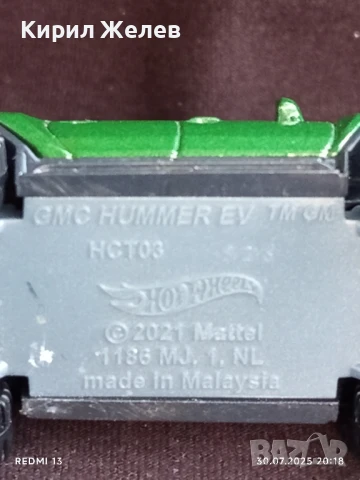 Кирил Желев
GMC HUMMER EV TM GM
HCT03
Hot Wheels
© 2021 Mattel
1186 MJ, 1, NL
made in Malaysia
REDMI 13
30.07.2025 20:18
BAZAR